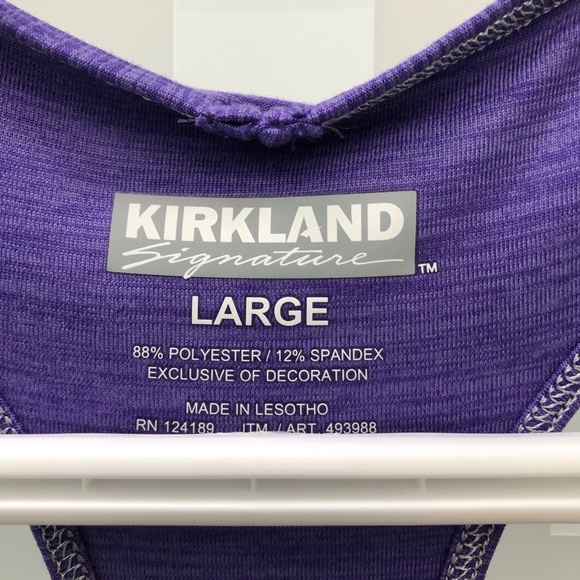 KIRKLAND
Signature™
LARGE
88% POLYESTER / 12% SPANDEX
EXCLUSIVE OF DECORATION
MADE IN LESOTHO
RN 124189 ITM. / ART. 493988